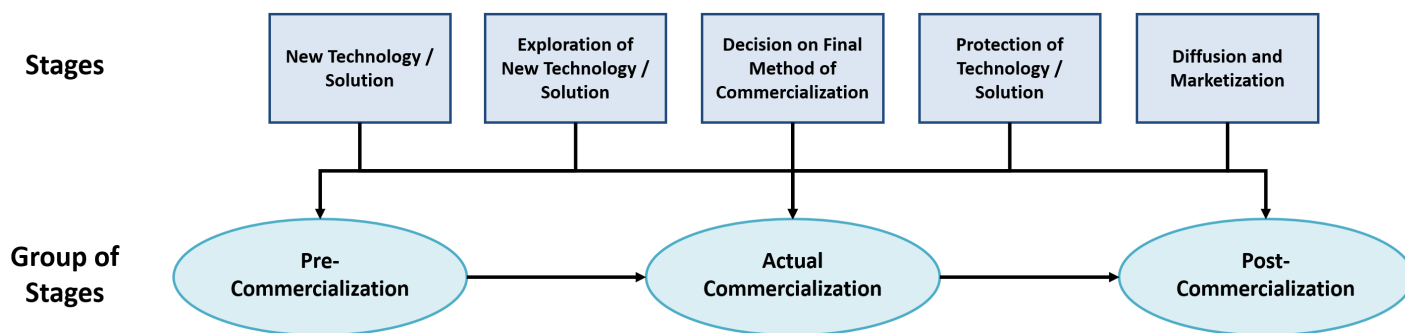 Stages
New Technology /
Solution
Exploration of
New Technology /
Solution
Decision on Final
Method of
Commercialization
Protection of
Technology /
Solution
Diffusion and
Marketization
Group of
Stages
Pre-
Commercialization
Actual
Commercialization
Post-
Commercialization